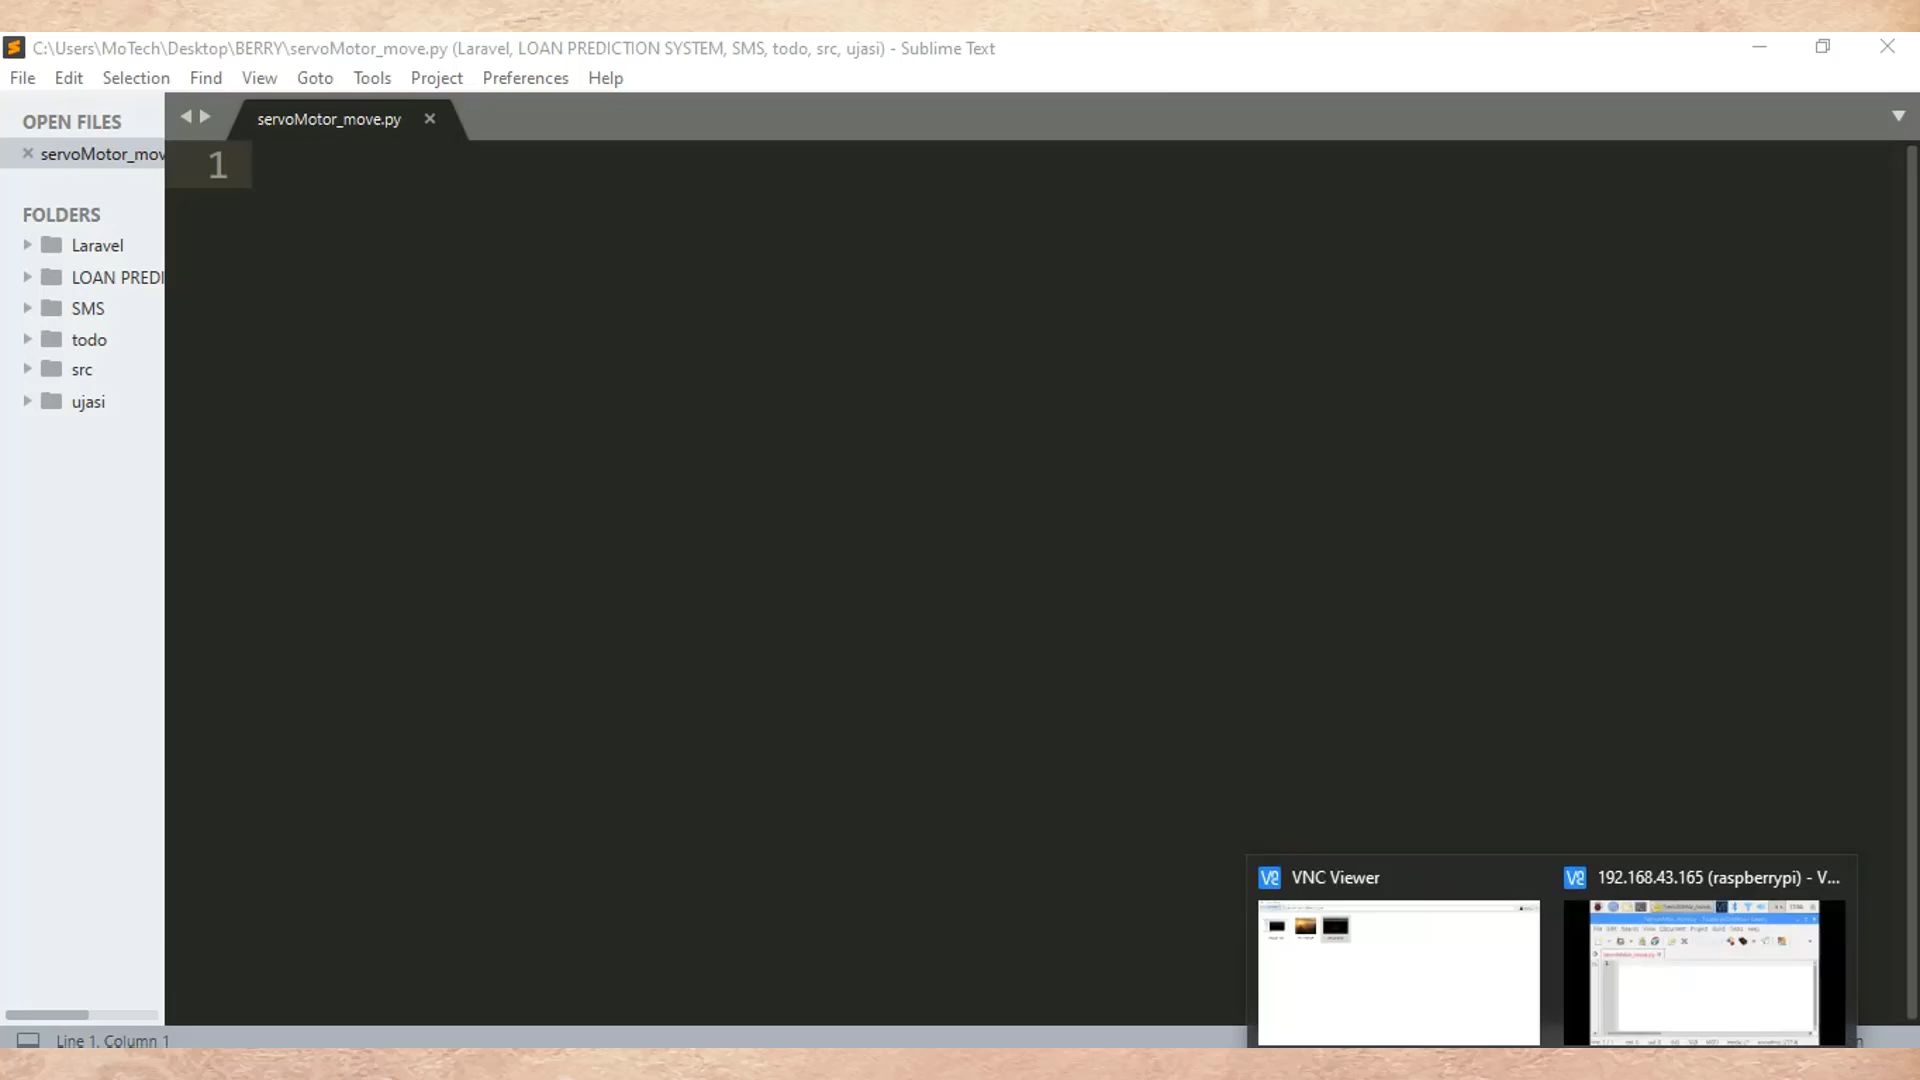 C:\Users\MoTech\Desktop\BERRY\servoMotor_move.py (Laravel, LOAN PREDICTION SYSTEM, SMS, todo, src, ujasi) - Sublime Text
File Edit Selection Find View Goto Tools Project Preferences Help
OPEN FILES
servoMotor_mov
FOLDERS
Laravel
LOAN PREDI
SMS
todo
src
ujasi
servoMotor_move.py
1
VNC Viewer
192.168.43.165 (raspberrypi) - V...
Line 1, Column 1